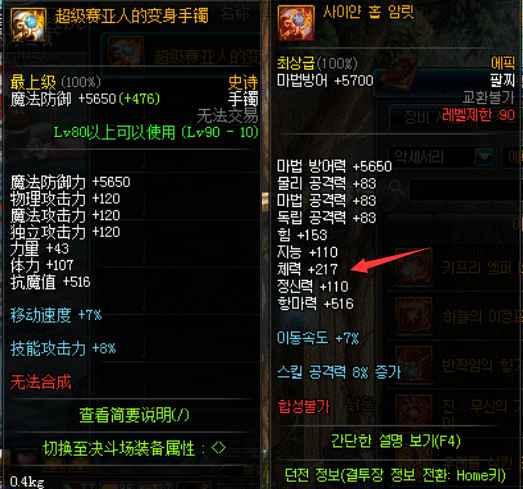 超级赛亚人的变身手镯
最上级(100%) 史诗
魔法防御 +5650(+476) 手镯
无法交易
Lv80以上可以使用 (Lv90 - 10)
魔法防御力 +5650
物理攻击力 +120
魔法攻击力 +120
独立攻击力 +120
力量 +43
体力 +107
抗魔值 +516
移动速度 +7%
技能攻击力 +8%
无法合成
查看简要说明(/)
切换至决斗场装备属性 : <>
0.4kg
사이얀 홉 암릿
최상급(100%) 에픽
마법방어 +5700 팔찌
교환불가
레벨제한 90
마법 방어력 +5650
물리 공격력 +83
마법 공격력 +83
독립 공격력 +83
힘 +153
지능 +110
체력 +217
정신력 +110
항마력 +516
이동속도 +7%
스킬 공격력 8% 증가
합성불가
간단한 설명 보기(F4)
던전 정보(결투장 정보 전환: Home키)